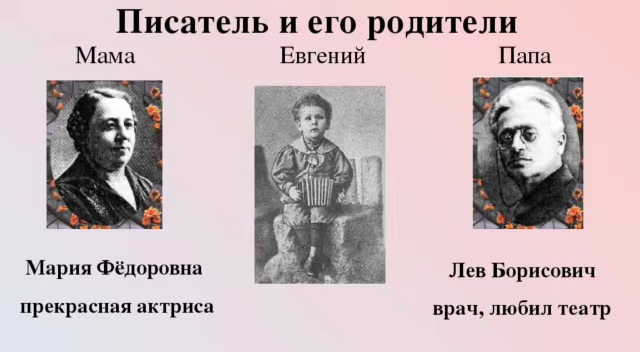 Писатель и его родители
Мама
Евгений
Папа
Мария Фёдоровна
прекрасная актриса
Лев Борисович
врач, любил театр